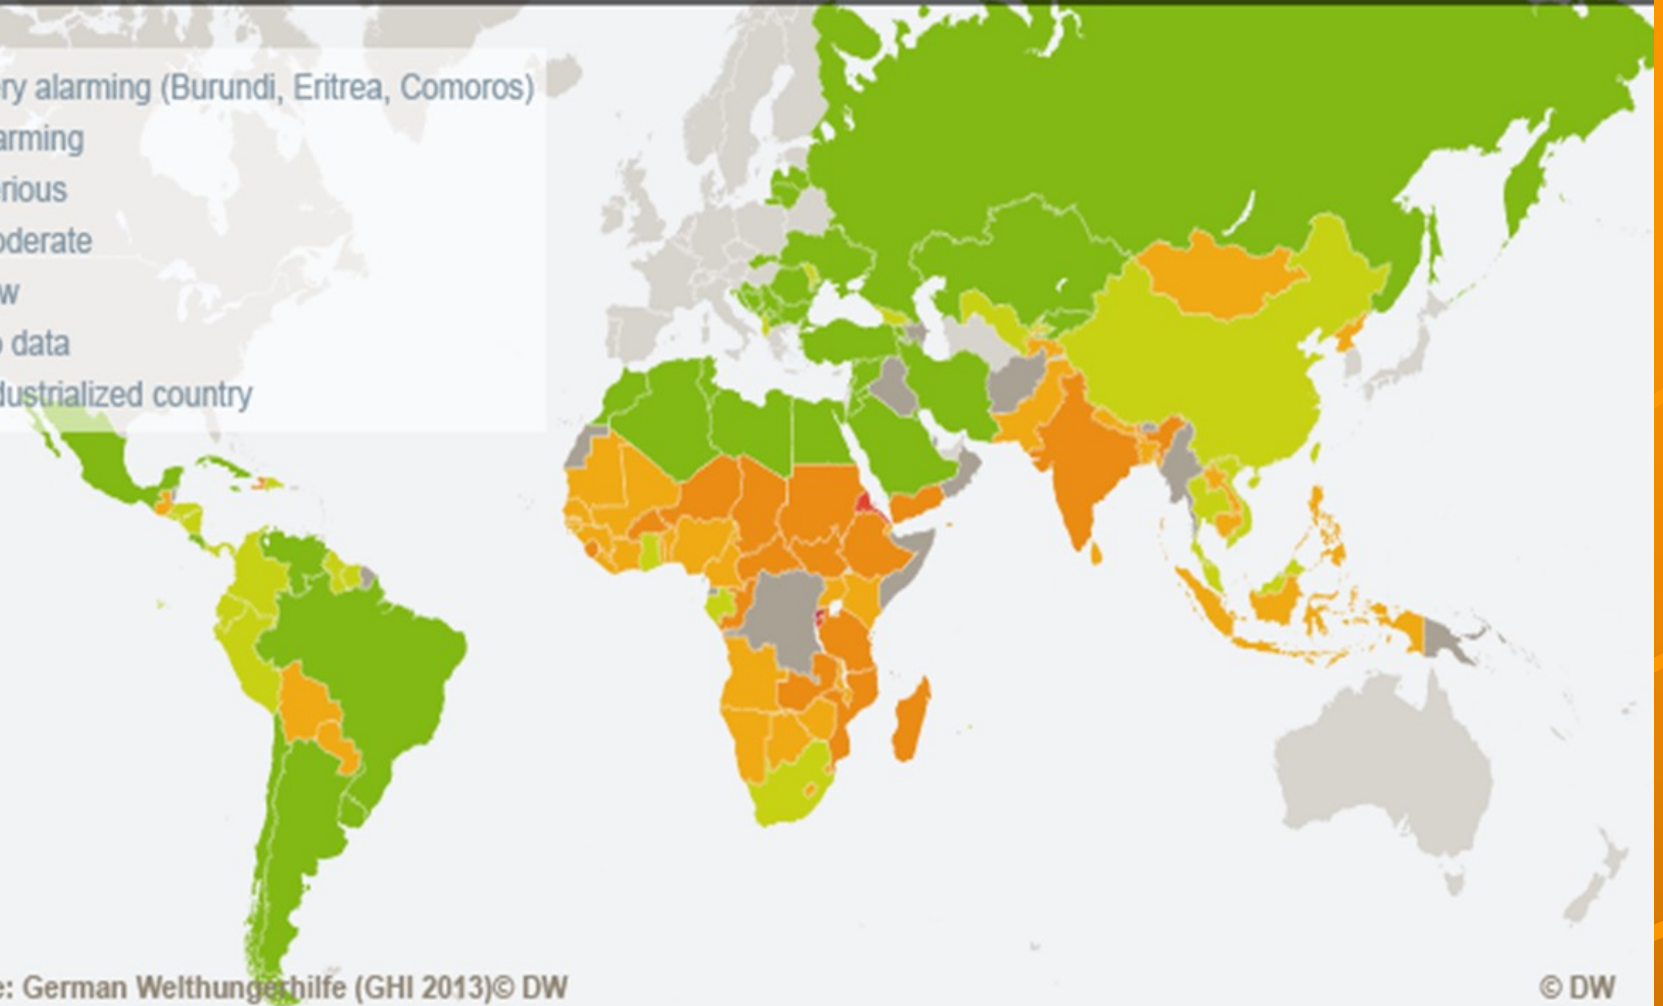 ry alarming (Burundi, Eritrea, Comoros)
arming
rious
oderate
w
o data
dustrialized country
e: German Welthungerhilfe (GHI 2013)© DW
© DW